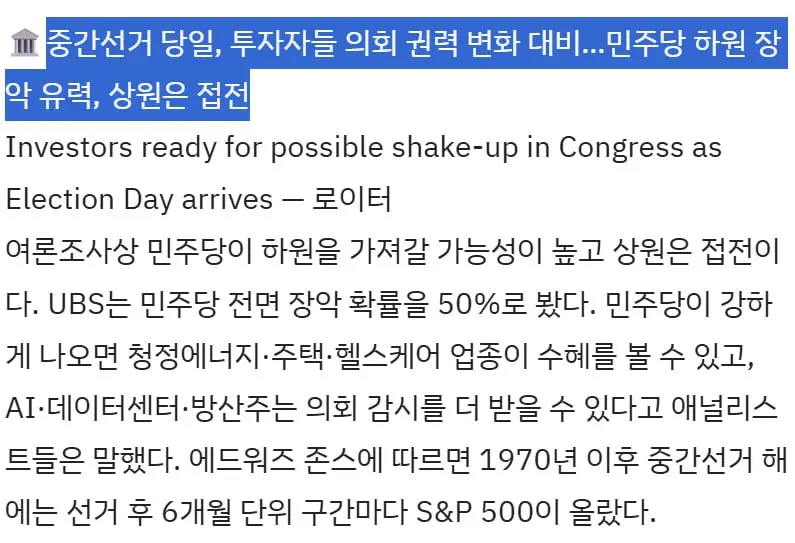 🏛️중간선거 당일, 투자자들 의회 권력 변화 대비...민주당 하원 장
악 유력, 상원은 접전
Investors ready for possible shake-up in Congress as
Election Day arrives — 로이터
여론조사상 민주당이 하원을 가져갈 가능성이 높고 상원은 접전이
다. UBS는 민주당 전면 장악 확률을 50%로 봤다. 민주당이 강하
게 나오면 청정에너지·주택·헬스케어 업종이 수혜를 볼 수 있고,
AI·데이터센터·방산주는 의회 감시를 더 받을 수 있다고 애널리스
트들은 말했다. 에드워즈 존스에 따르면 1970년 이후 중간선거 해
에는 선거 후 6개월 단위 구간마다 S&P 500이 올랐다.